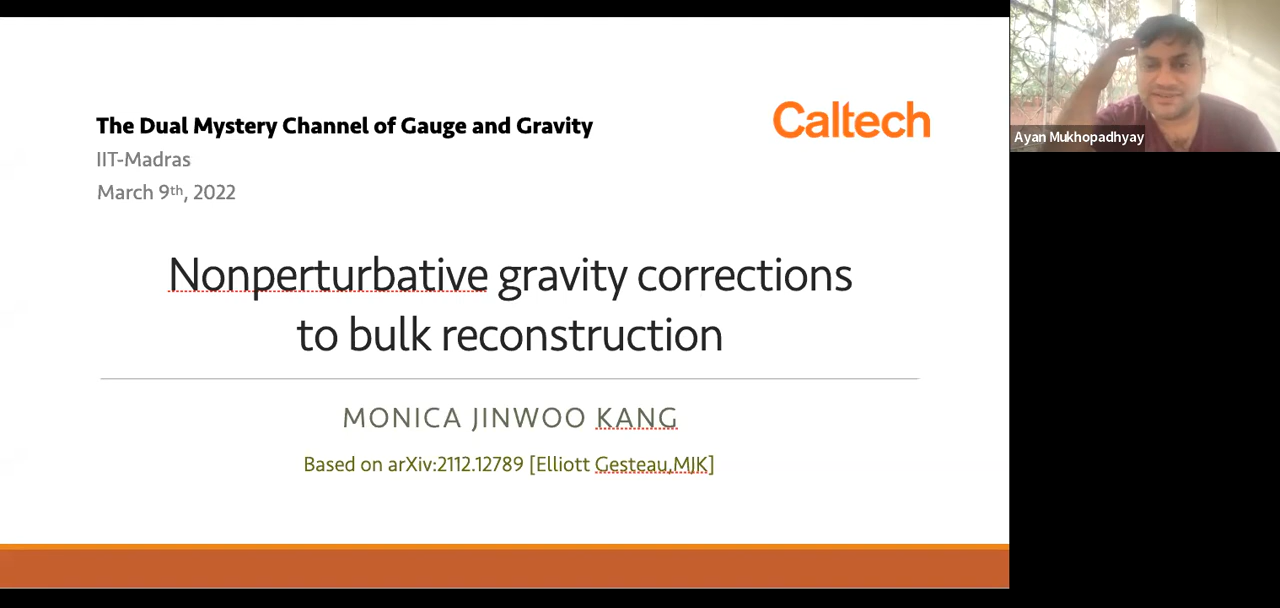 The Dual Mystery Channel of Gauge and Gravity
Caltech
IIT-Madras
March 9th, 2022
Nonperturbative gravity corrections
to bulk reconstruction
MONICA JINWOO KANG
Based on arXiv:2112.12789 [Elliott Gesteau,MJK]
Ayan Mukhopadhyay